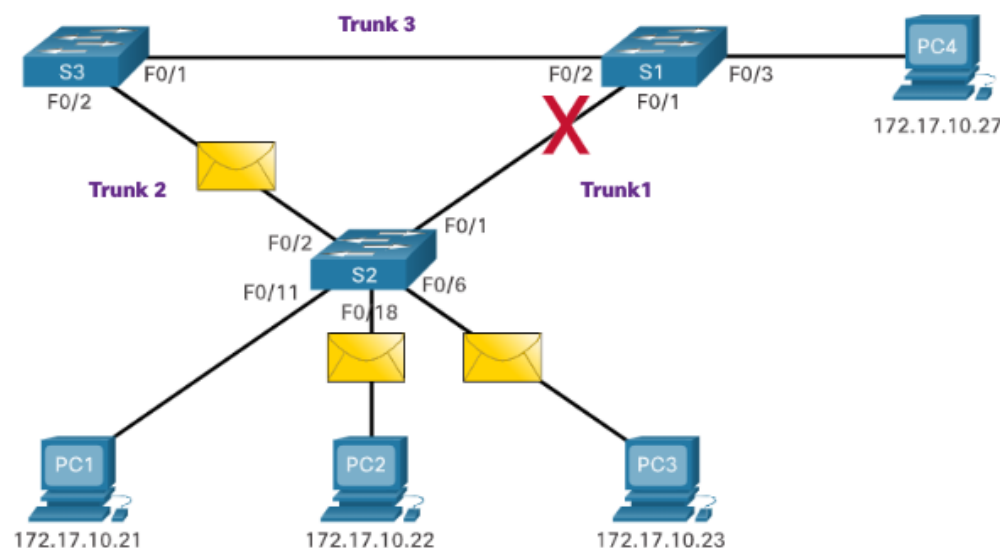 Trunk 3
S3
F0/1
F0/2
S1
F0/3
PC4
F0/2
F0/1
172.17.10.27
Trunk 2
Trunk1
F0/1
F0/2
S2
F0/11
F0/6
F0/18
PC1
PC2
PC3
172.17.10.21
172.17.10.22
172.17.10.23